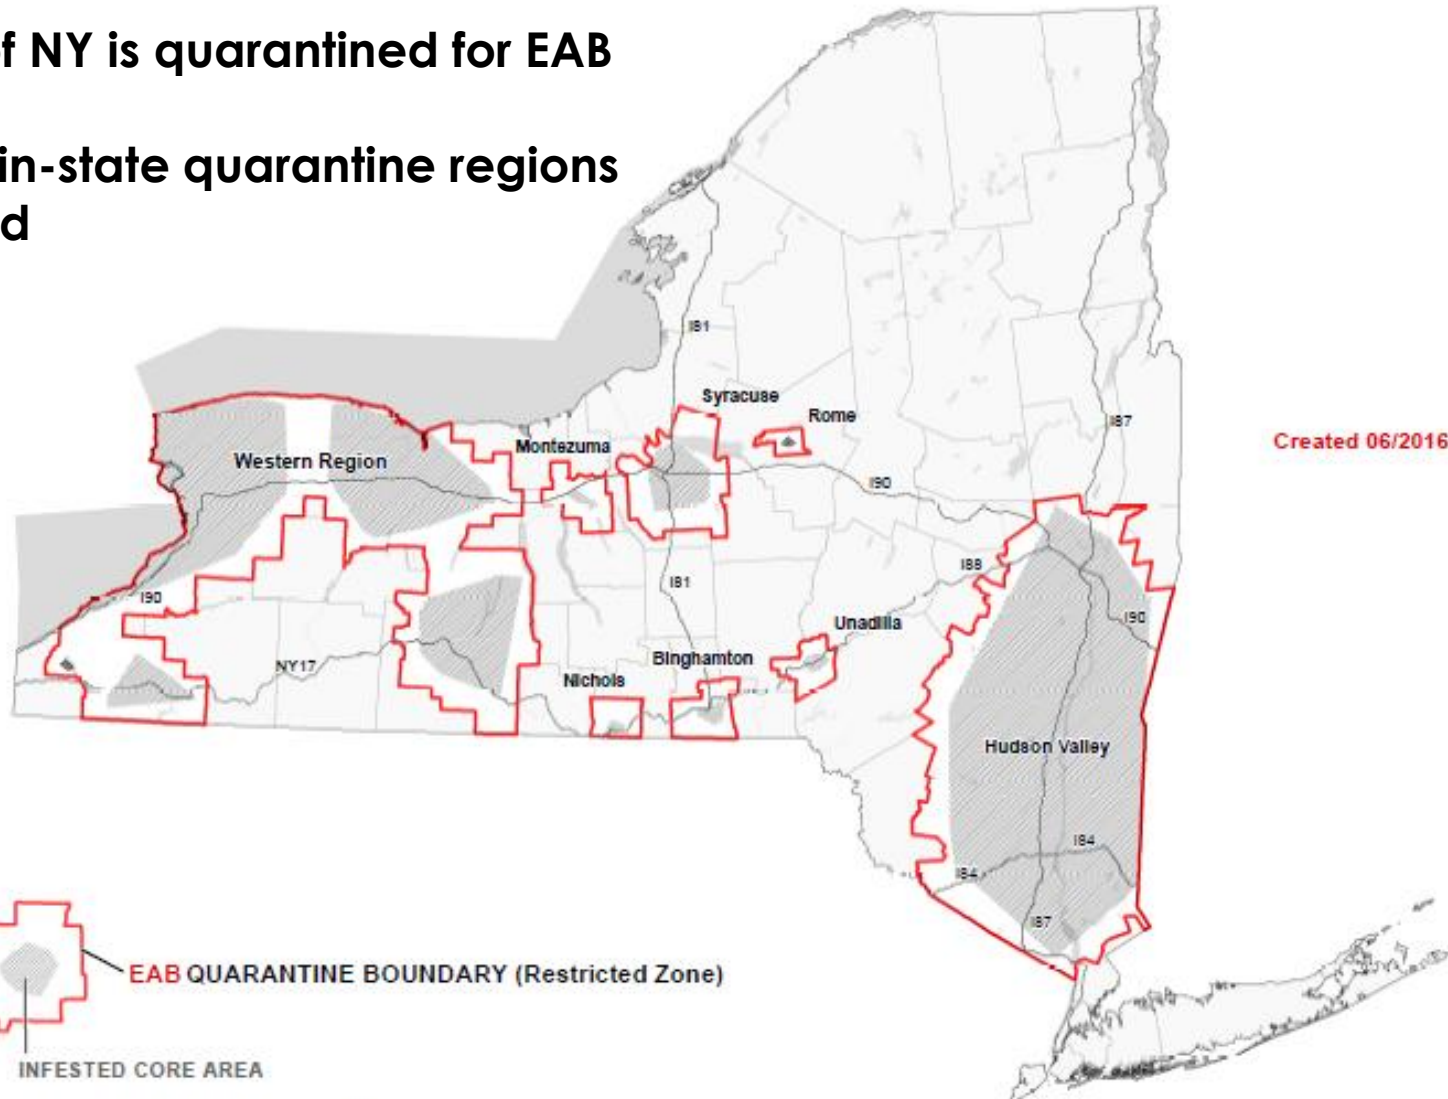 of NY is quarantined for EAB
in-state quarantine regions
d
I81
Syracuse
Rome
I87
Montezuma
Created 06/2016
Western Region
I90
I88
I81
I90
I90
Unadilla
Binghamton
NY17
Nichols
Hudson Valley
I84
I84
I87
EAB QUARANTINE BOUNDARY (Restricted Zone)
INFESTED CORE AREA